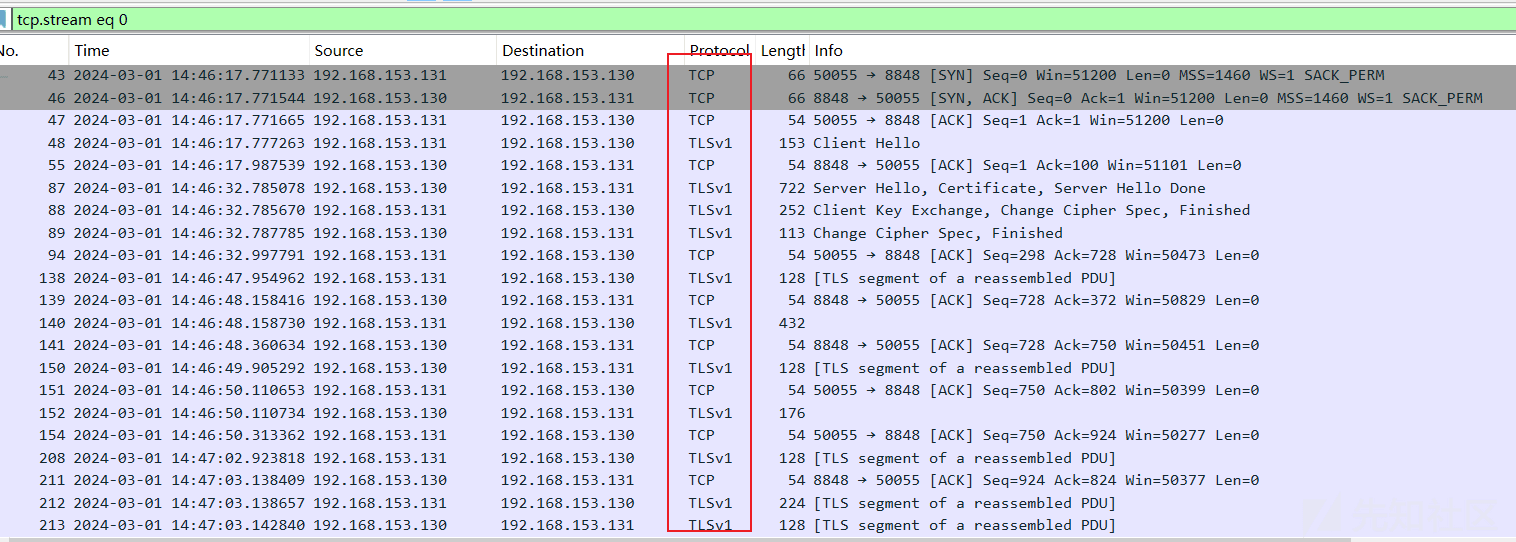 tcp.stream eq 0
No. Time Source Destination Protocol Length Info
43 2024-03-01 14:46:17.771133 192.168.153.131 192.168.153.130 TCP 66 50055 → 8848 [SYN] Seq=0 Win=51200 Len=0 MSS=1460 WS=1 SACK_PERM
46 2024-03-01 14:46:17.771544 192.168.153.130 192.168.153.131 TCP 66 8848 → 50055 [SYN, ACK] Seq=0 Ack=1 Win=51200 Len=0 MSS=1460 WS=1 SACK_PERM
47 2024-03-01 14:46:17.771665 192.168.153.131 192.168.153.130 TCP 54 50055 → 8848 [ACK] Seq=1 Ack=1 Win=51200 Len=0
48 2024-03-01 14:46:17.777263 192.168.153.131 192.168.153.130 TLSv1 153 Client Hello
55 2024-03-01 14:46:17.987539 192.168.153.130 192.168.153.131 TCP 54 8848 → 50055 [ACK] Seq=1 Ack=100 Win=51101 Len=0
87 2024-03-01 14:46:32.785078 192.168.153.130 192.168.153.131 TLSv1 722 Server Hello, Certificate, Server Hello Done
88 2024-03-01 14:46:32.785670 192.168.153.131 192.168.153.130 TLSv1 252 Client Key Exchange, Change Cipher Spec, Finished
89 2024-03-01 14:46:32.787785 192.168.153.130 192.168.153.131 TLSv1 113 Change Cipher Spec, Finished
94 2024-03-01 14:46:32.997791 192.168.153.131 192.168.153.130 TCP 54 50055 → 8848 [ACK] Seq=298 Ack=728 Win=50473 Len=0
138 2024-03-01 14:46:47.954962 192.168.153.131 192.168.153.130 TLSv1 128 [TLS segment of a reassembled PDU]
139 2024-03-01 14:46:48.158416 192.168.153.130 192.168.153.131 TCP 54 8848 → 50055 [ACK] Seq=728 Ack=372 Win=50829 Len=0
140 2024-03-01 14:46:48.158730 192.168.153.131 192.168.153.130 TLSv1 432
141 2024-03-01 14:46:48.360634 192.168.153.130 192.168.153.131 TCP 54 8848 → 50055 [ACK] Seq=728 Ack=750 Win=50451 Len=0
150 2024-03-01 14:46:49.905292 192.168.153.130 192.168.153.131 TLSv1 128 [TLS segment of a reassembled PDU]
151 2024-03-01 14:46:50.110653 192.168.153.131 192.168.153.130 TCP 54 50055 → 8848 [ACK] Seq=750 Ack=802 Win=50399 Len=0
152 2024-03-01 14:46:50.110734 192.168.153.130 192.168.153.131 TLSv1 176
154 2024-03-01 14:46:50.313362 192.168.153.131 192.168.153.130 TCP 54 50055 → 8848 [ACK] Seq=750 Ack=924 Win=50277 Len=0
208 2024-03-01 14:47:02.923818 192.168.153.131 192.168.153.130 TLSv1 128 [TLS segment of a reassembled PDU]
211 2024-03-01 14:47:03.138409 192.168.153.130 192.168.153.131 TCP 54 8848 → 50055 [ACK] Seq=924 Ack=824 Win=50377 Len=0
212 2024-03-01 14:47:03.138657 192.168.153.131 192.168.153.130 TLSv1 224 [TLS segment of a reassembled PDU]
213 2024-03-01 14:47:03.142840 192.168.153.130 192.168.153.131 TLSv1 128 [TLS segment of a reassembled PDU]